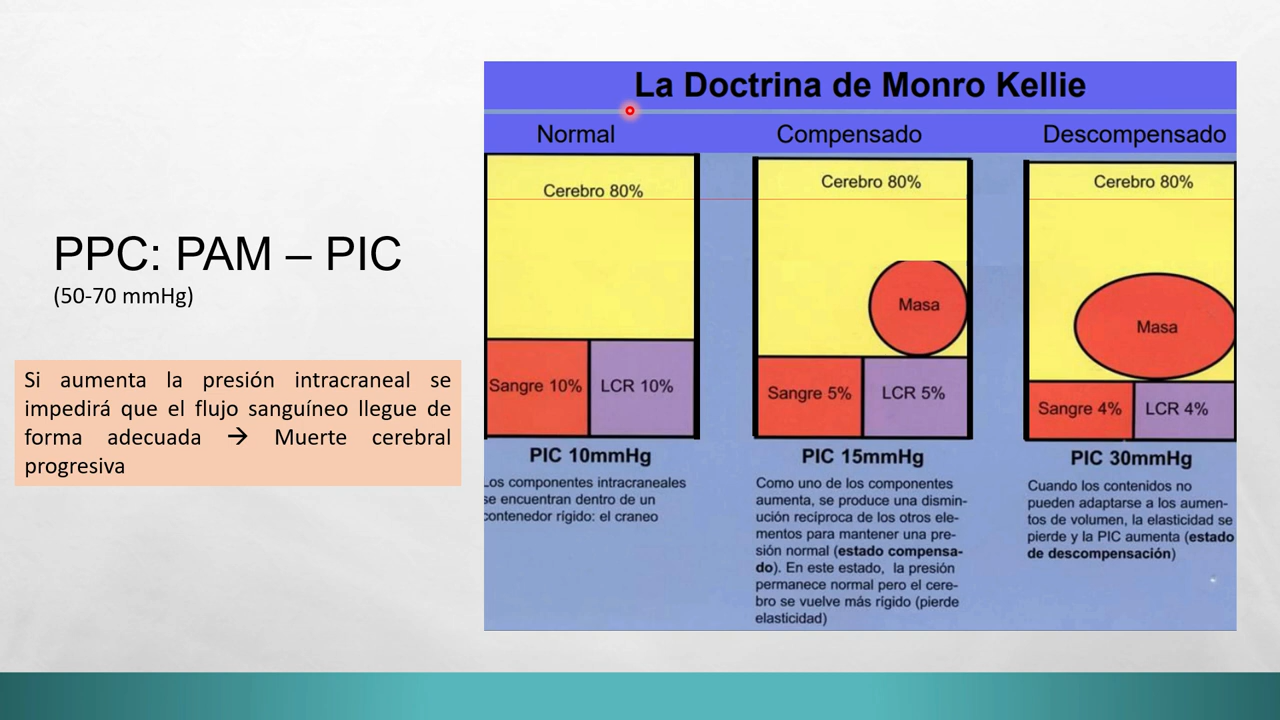 PPC: PAM – PIC
(50-70 mmHg)
Si aumenta la presión intracraneal se
impedirá que el flujo sanguíneo llegue de
forma adecuada → Muerte cerebral
progresiva
La Doctrina de Monro Kellie
Normal
Compensado
Descompensado
Cerebro 80%
Sangre 10%
LCR 10%
PIC 10mmHg
Los componentes intracraneales
se encuentran dentro de un
contenedor rígido: el craneo
Cerebro 80%
Masa
Sangre 5%
LCR 5%
PIC 15mmHg
Como uno de los componentes
aumenta, se produce una dismin-
ución recíproca de los otros ele-
mentos para mantener una pre-
sión normal (estado compensa-
do). En este estado, la presión
permanece normal pero el cere-
bro se vuelve más rígido (pierde
elasticidad)
Cerebro 80%
Masa
Sangre 4%
LCR 4%
PIC 30mmHg
Cuando los contenidos no
pueden adaptarse a los aumen-
tos de volumen, la elasticidad se
pierde y la PIC aumenta (estado
de descompensación)